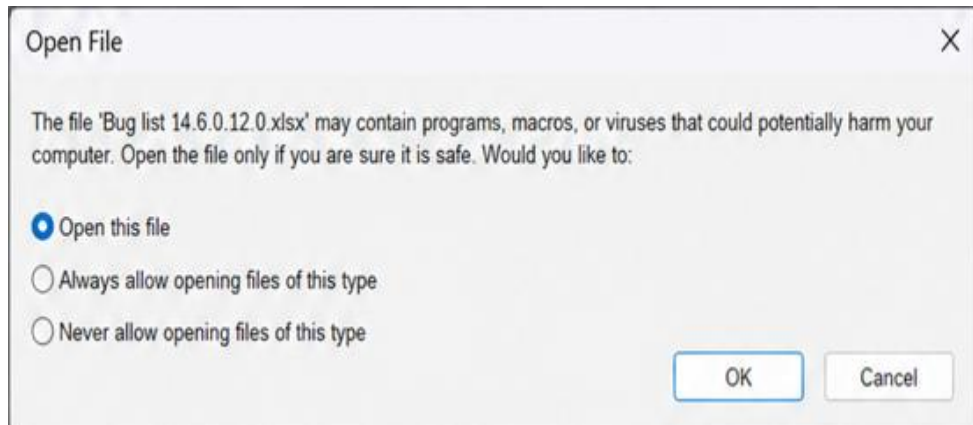 Open File
The file 'Bug list 14.6.0.12.0.xlsx' may contain programs, macros, or viruses that could potentially harm your
computer. Open the file only if you are sure it is safe. Would you like to:
Open this file
Always allow opening files of this type
Never allow opening files of this type
OK Cancel